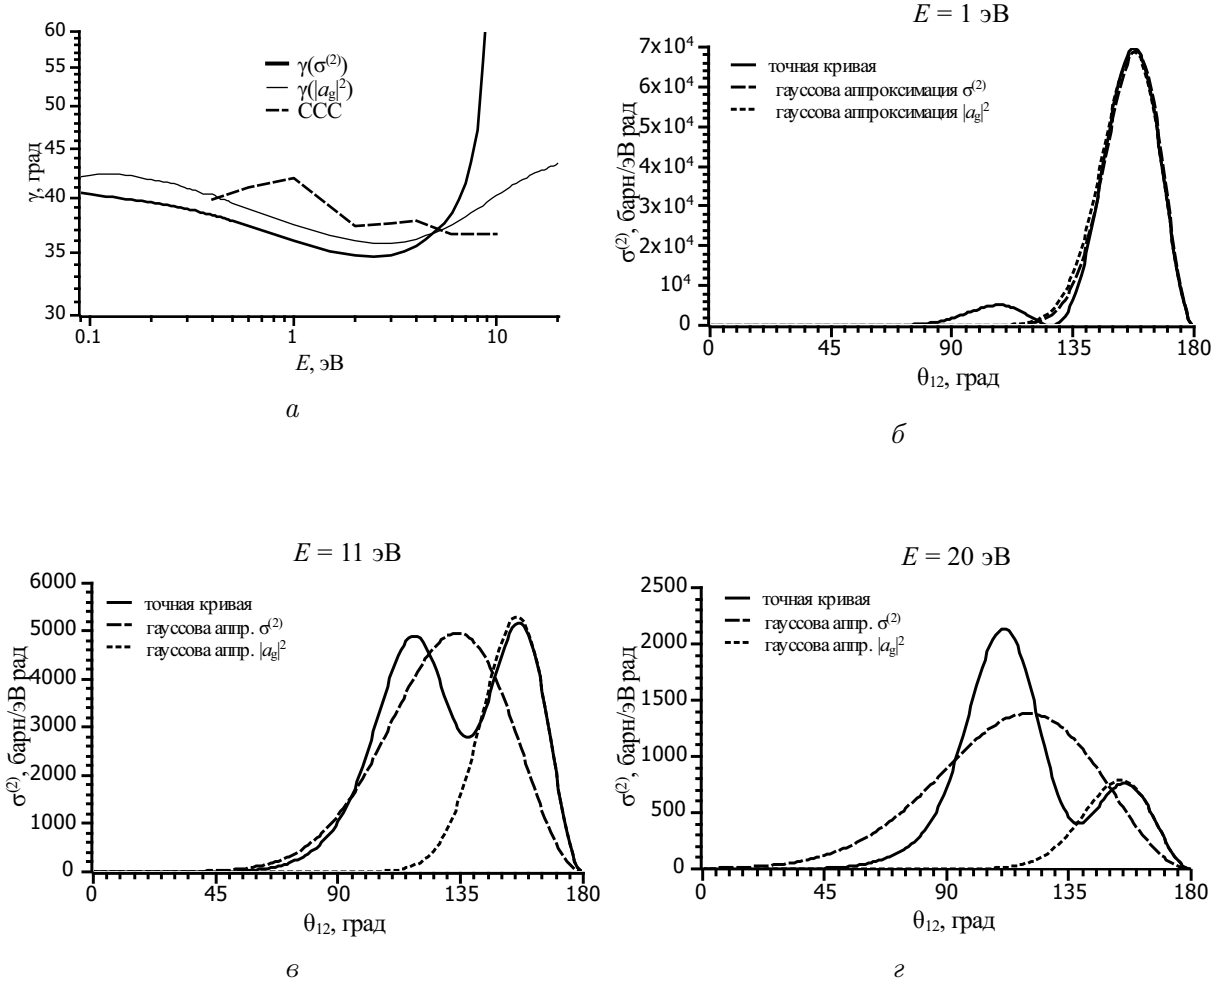 60
55
50
45
40
35
30
γ, град
γ(σ⁽²⁾)
γ(|a_g|²)
CCC
0.1
1
10
E, эВ
а
E = 1 эВ
7x10⁴
6x10⁴
5x10⁴
4x10⁴
3x10⁴
2x10⁴
10⁴
0
σ⁽²⁾, барн/эВ рад
точная кривая
гауссова аппроксимация σ⁽²⁾
гауссова аппроксимация |a_g|²
0 45 90 135 180
θ₁₂, град
б
E = 11 эВ
6000
5000
4000
3000
2000
1000
0
σ⁽²⁾, барн/эВ рад
точная кривая
гауссова аппр. σ⁽²⁾
гауссова аппр. |a_g|²
0 45 90 135 180
θ₁₂, град
в
E = 20 эВ
2500
2000
1500
1000
500
0
σ⁽²⁾, барн/эВ рад
точная кривая
гауссова аппр. σ⁽²⁾
гауссова аппр. |a_g|²
0 45 90 135 180
θ₁₂, град
г